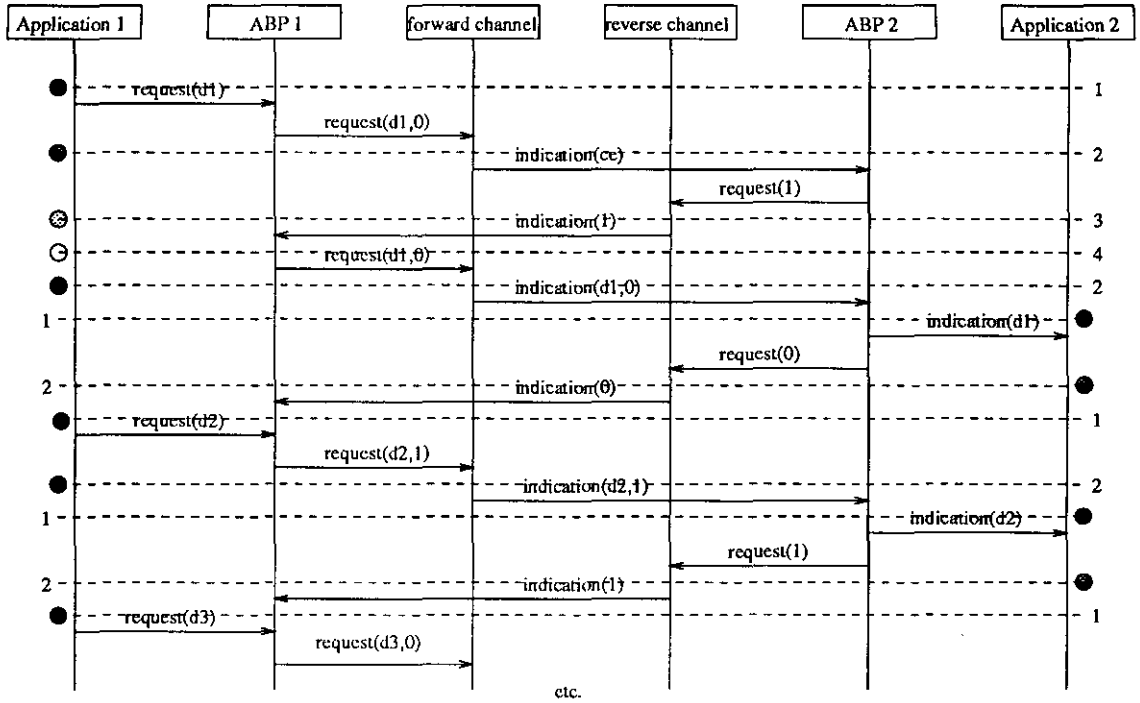 Application 1 ABP 1 forward channel reverse channel ABP 2 Application 2
request(d1) 1
request(d1,0)
indication(ce) 2
request(1)
indication(1) 3
request(d1,0) 4
indication(d1,0) 2
1 indication(d1)
request(0)
2 indication(0)
request(d2) 1
request(d2,1)
indication(d2,1) 2
1 indication(d2)
request(1)
2 indication(1)
request(d3) 1
request(d3,0)
etc.